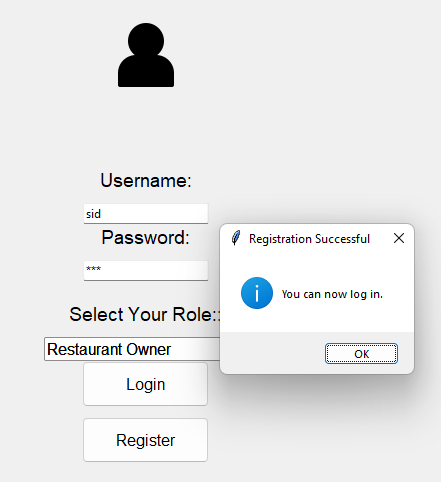 Username:
sid
Password:
***
Select Your Role::
Restaurant Owner
Login
Register
Registration Successful
You can now log in.
OK